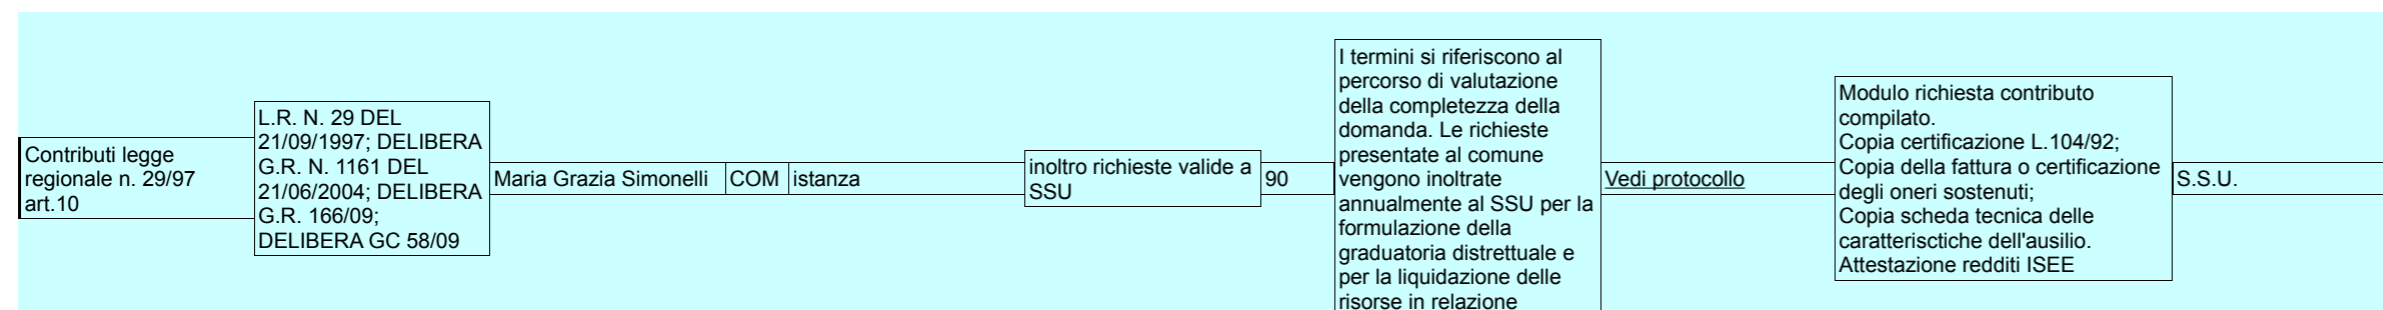 Contributi legge
regionale n. 29/97
art.10
L.R. N. 29 DEL
21/09/1997; DELIBERA
G.R. N. 1161 DEL
21/06/2004; DELIBERA
G.R. 166/09;
DELIBERA GC 58/09
Maria Grazia Simonelli
COM
istanza
inoltro richieste valide a
SSU
90
I termini si riferiscono al
percorso di valutazione
della completezza della
domanda. Le richieste
presentate al comune
vengono inoltrate
annualmente al SSU per la
formulazione della
graduatoria distrettuale e
per la liquidazione delle
risorse in relazione
Vedi protocollo
Modulo richiesta contributo
compilato.
Copia certificazione L.104/92;
Copia della fattura o certificazione
degli oneri sostenuti;
Copia scheda tecnica delle
caratterisctiche dell'ausilio.
Attestazione redditi ISEE
S.S.U.